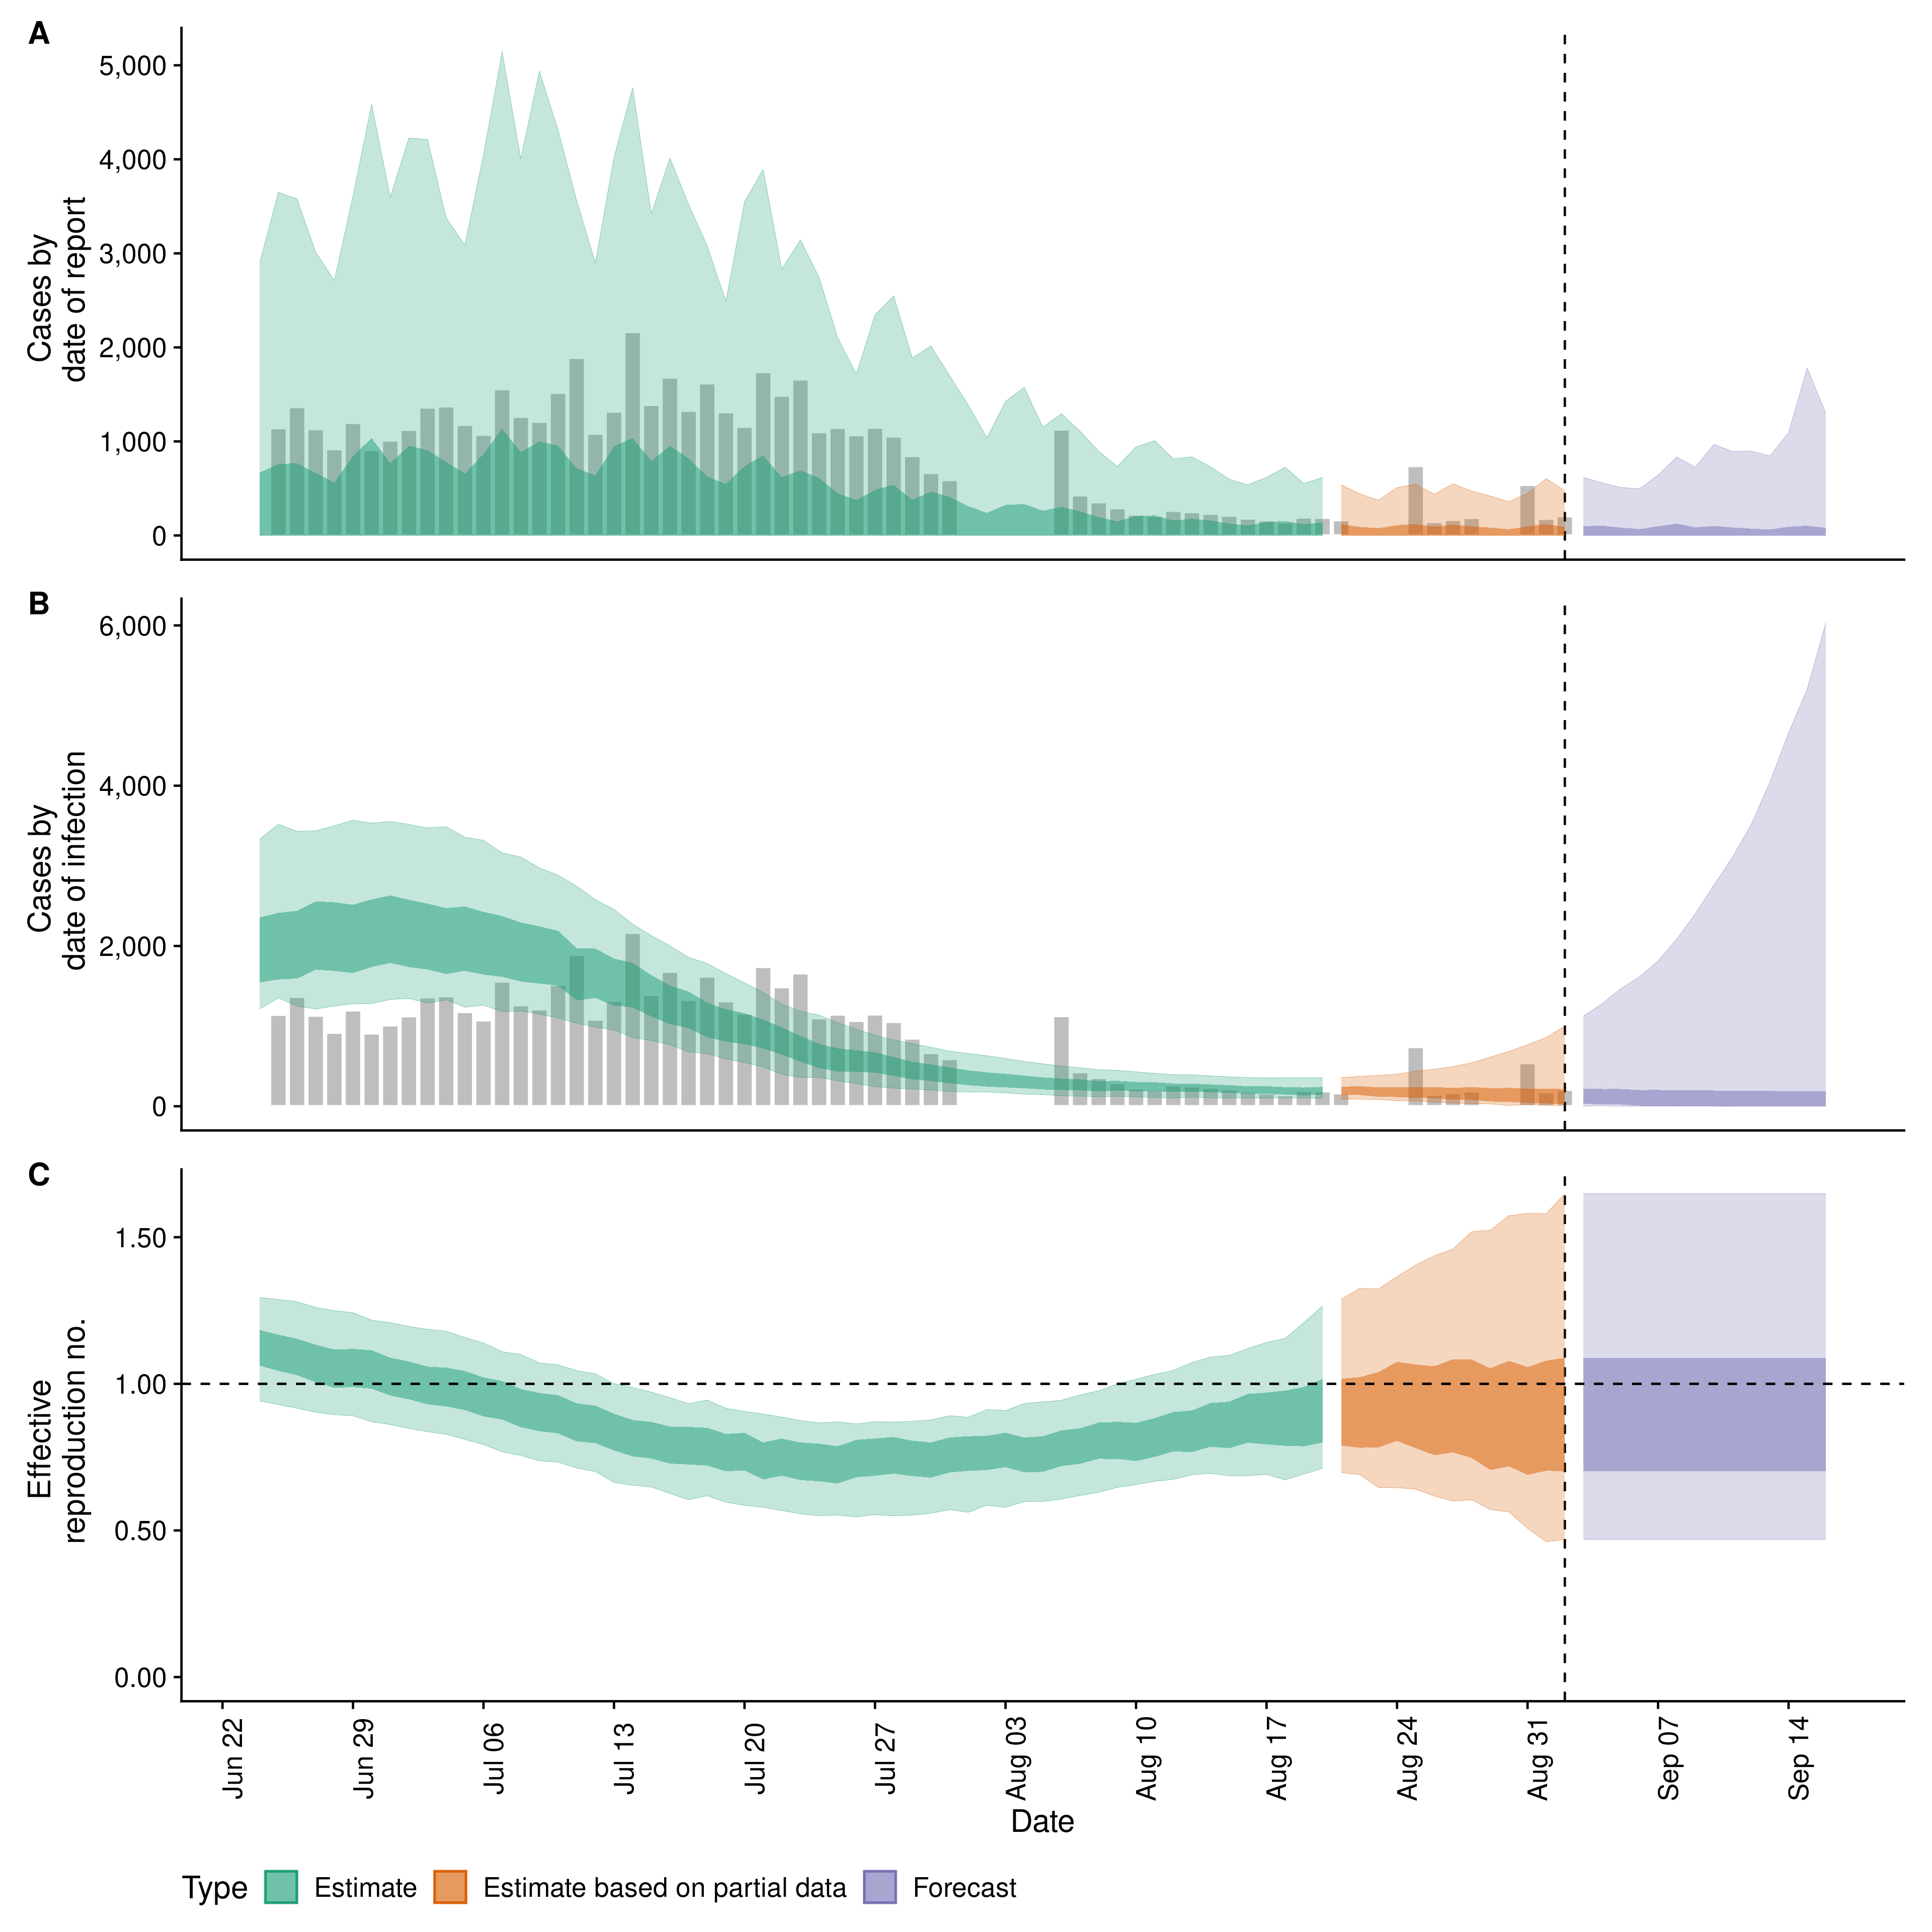 A
5,000
4,000
3,000
2,000
1,000
0
Cases by
date of report
B
6,000
4,000
2,000
0
Cases by
date of infection
C
1.50
1.00
0.50
0.00
Effective
reproduction no.
Jun 22
Jun 29
Jul 06
Jul 13
Jul 20
Jul 27
Aug 03
Aug 10
Aug 17
Aug 24
Aug 31
Sep 07
Sep 14
Date
Type Estimate Estimate based on partial data Forecast